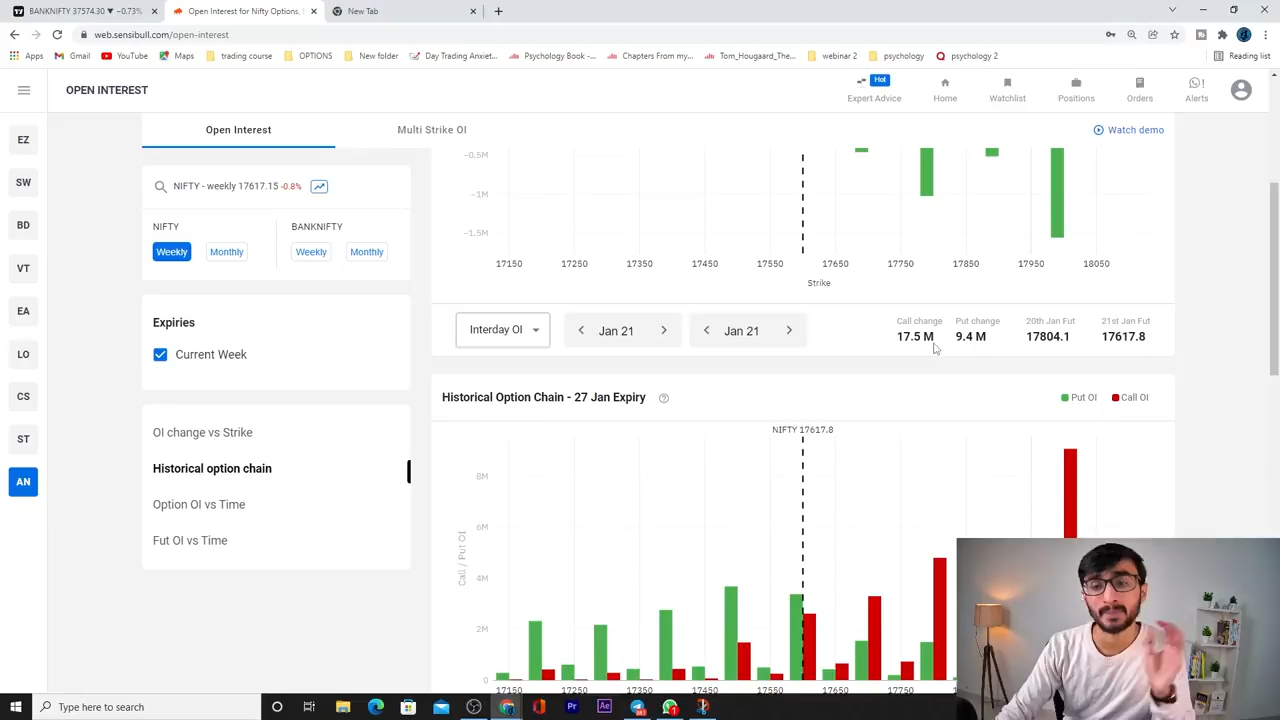 BANKNIFTY 37574.30 ▼ −0.73%
Open Interest for Nifty Options,
New Tab
web.sensibull.com/open-interest
Apps
Gmail
YouTube
Maps
trading course
OPTIONS
New folder
Day Trading Anxiet...
Psychology Book -...
Chapters From my...
Tom_Hougaard_The...
webinar 2
psychology
psychology 2
Reading list
OPEN INTEREST
Hot
Expert Advice
Home
Watchlist
Positions
Orders
Alerts
EZ
SW
BD
VT
EA
LO
CS
ST
AN
Open Interest
Multi Strike OI
Watch demo
NIFTY - weekly 17617.15 -0.8%
NIFTY
BANKNIFTY
Weekly
Monthly
Weekly
Monthly
Expiries
Current Week
OI change vs Strike
Historical option chain
Option OI vs Time
Fut OI vs Time
−0.5M
−1M
−1.5M
17150 17250 17350 17450 17550 17650 17750 17850 17950 18050
Strike
Interday OI
Jan 21
Jan 21
Call change
17.5 M
Put change
9.4 M
20th Jan Fut
17804.1
21st Jan Fut
17617.8
Historical Option Chain - 27 Jan Expiry
Put OI
Call OI
NIFTY 17617.8
8M
6M
4M
2M
0
Call / Put OI
17150 17250 17350 17450 17550 17650 17750
Type here to search